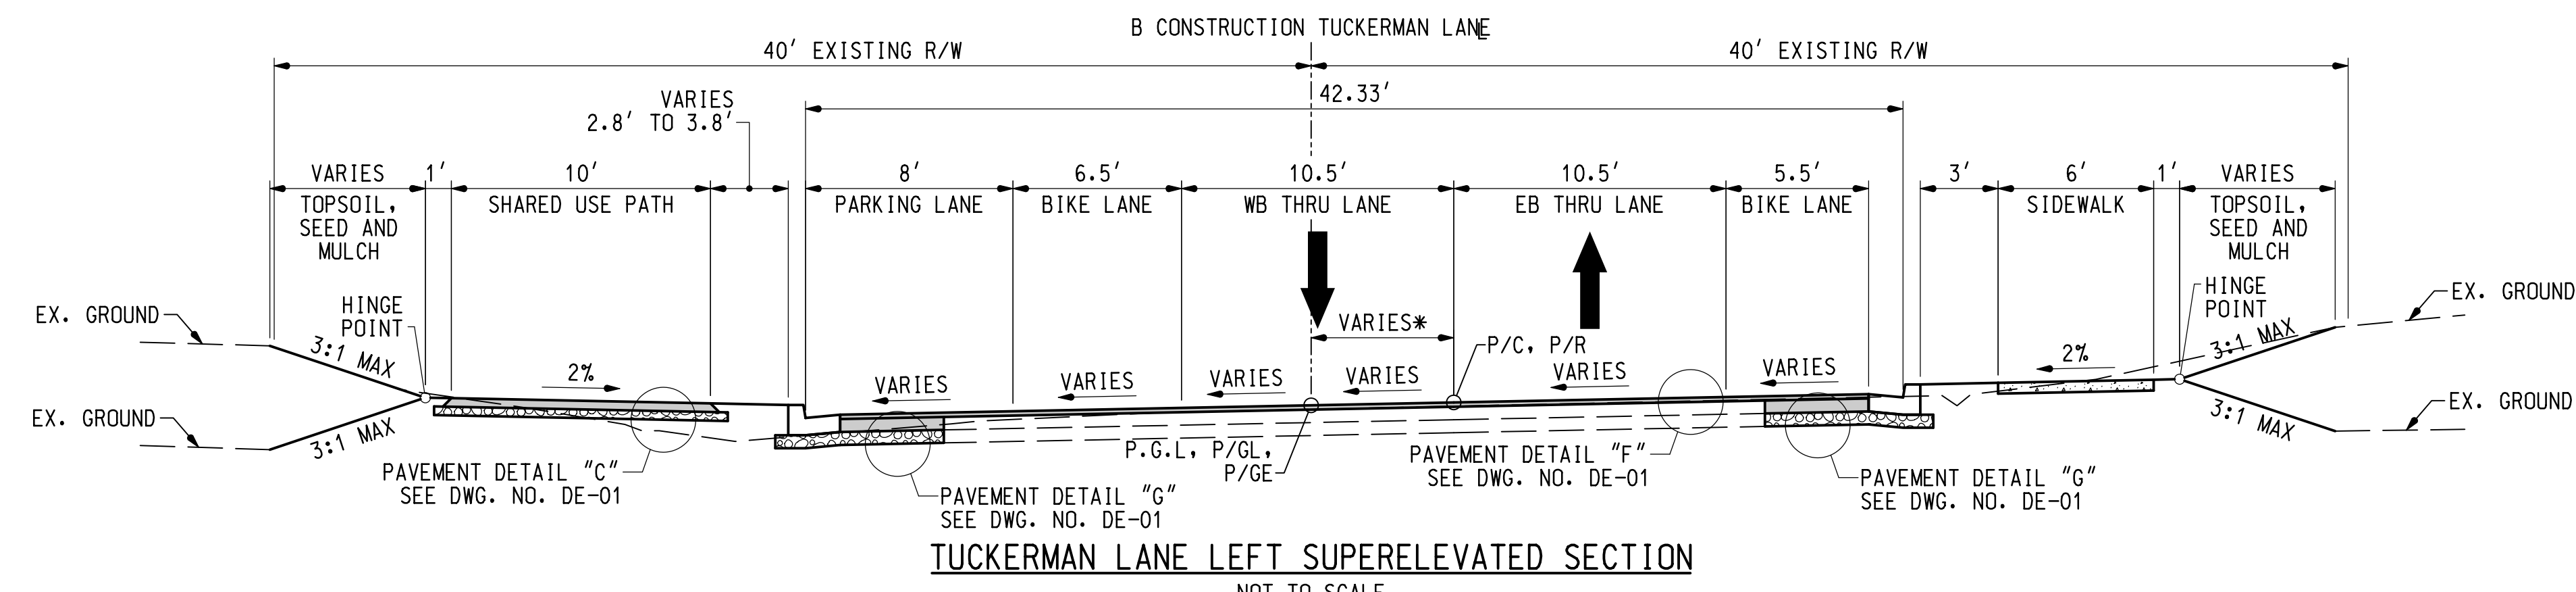 B CONSTRUCTION TUCKERMAN LANE
L
40' EXISTING R/W
40' EXISTING R/W
42.33'
VARIES
2.8' TO 3.8'
VARIES
TOPSOIL,
SEED AND
MULCH
1'
10'
SHARED USE PATH
8'
PARKING LANE
6.5'
BIKE LANE
10.5'
WB THRU LANE
10.5'
EB THRU LANE
5.5'
BIKE LANE
3'
6'
SIDEWALK
1'
VARIES
TOPSOIL,
SEED AND
MULCH
EX. GROUND
HINGE
POINT
3:1 MAX
2%
VARIES
VARIES
VARIES
VARIES*
VARIES
P/C, P/R
VARIES
VARIES
2%
HINGE
POINT
3:1 MAX
EX. GROUND
EX. GROUND
3:1 MAX
3:1 MAX
EX. GROUND
PAVEMENT DETAIL "C"
SEE DWG. NO. DE-01
PAVEMENT DETAIL "G"
SEE DWG. NO. DE-01
P.G.L, P/GL,
P/GE
PAVEMENT DETAIL "F"
SEE DWG. NO. DE-01
PAVEMENT DETAIL "G"
SEE DWG. NO. DE-01
TUCKERMAN LANE LEFT SUPERELEVATED SECTION
NOT TO SCALE